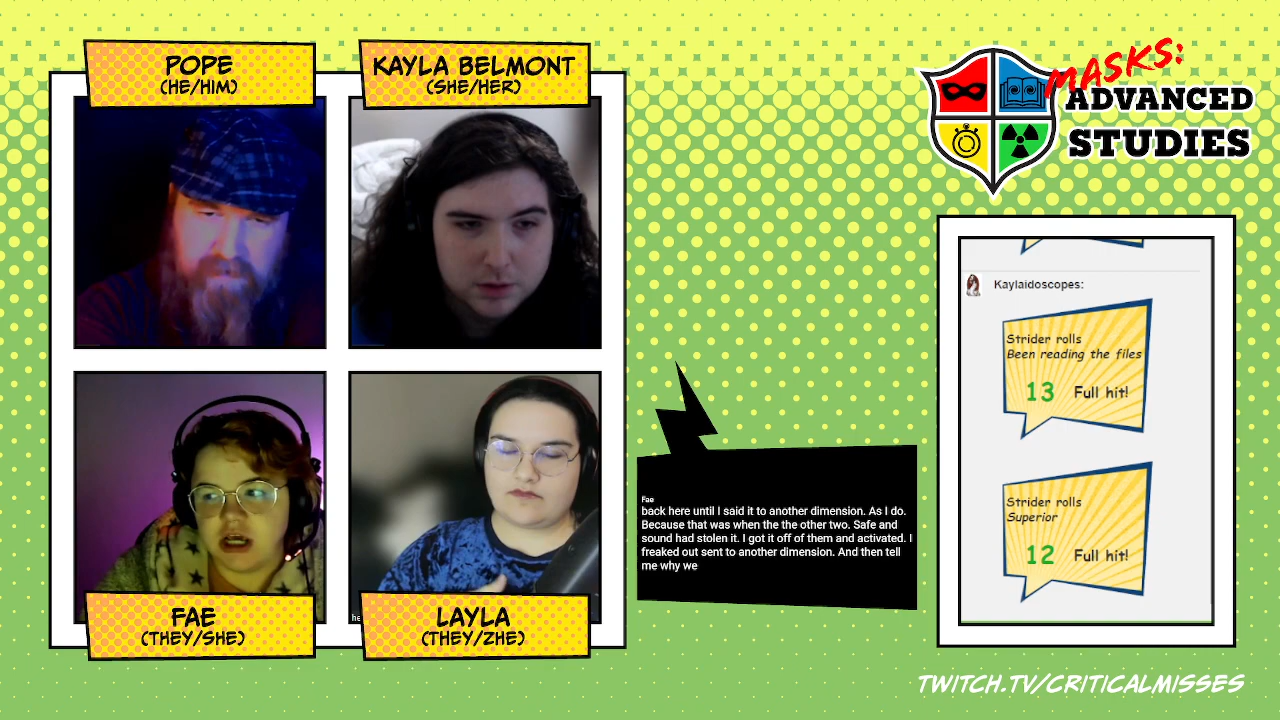 POPE
(HE/HIM)
KAYLA BELMONT
(SHE/HER)
MASKS:
ADVANCED
STUDIES
Kaylaidoscopes:
Strider rolls
Been reading the files
13 Full hit!
Strider rolls
Superior
12 Full hit!
Fae
back here until I said it to another dimension. As I do.
Because that was when the the other two. Safe and
sound had stolen it. I got it off of them and activated. I
freaked out sent to another dimension. And then tell
me why we
FAE
(THEY/SHE)
he
LAYLA
(THEY/ZHE)
TWITCH.TV/CRITICALMISSES